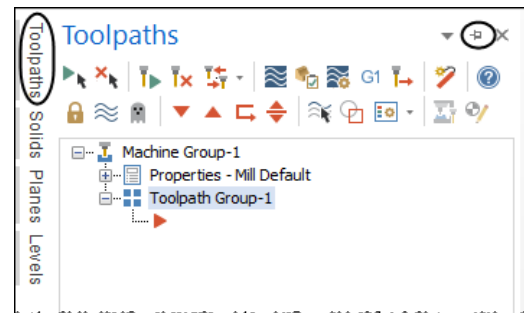 Toolpaths
Solids
Planes
Levels
Toolpaths
G1
Machine Group-1
Properties - Mill Default
Toolpath Group-1